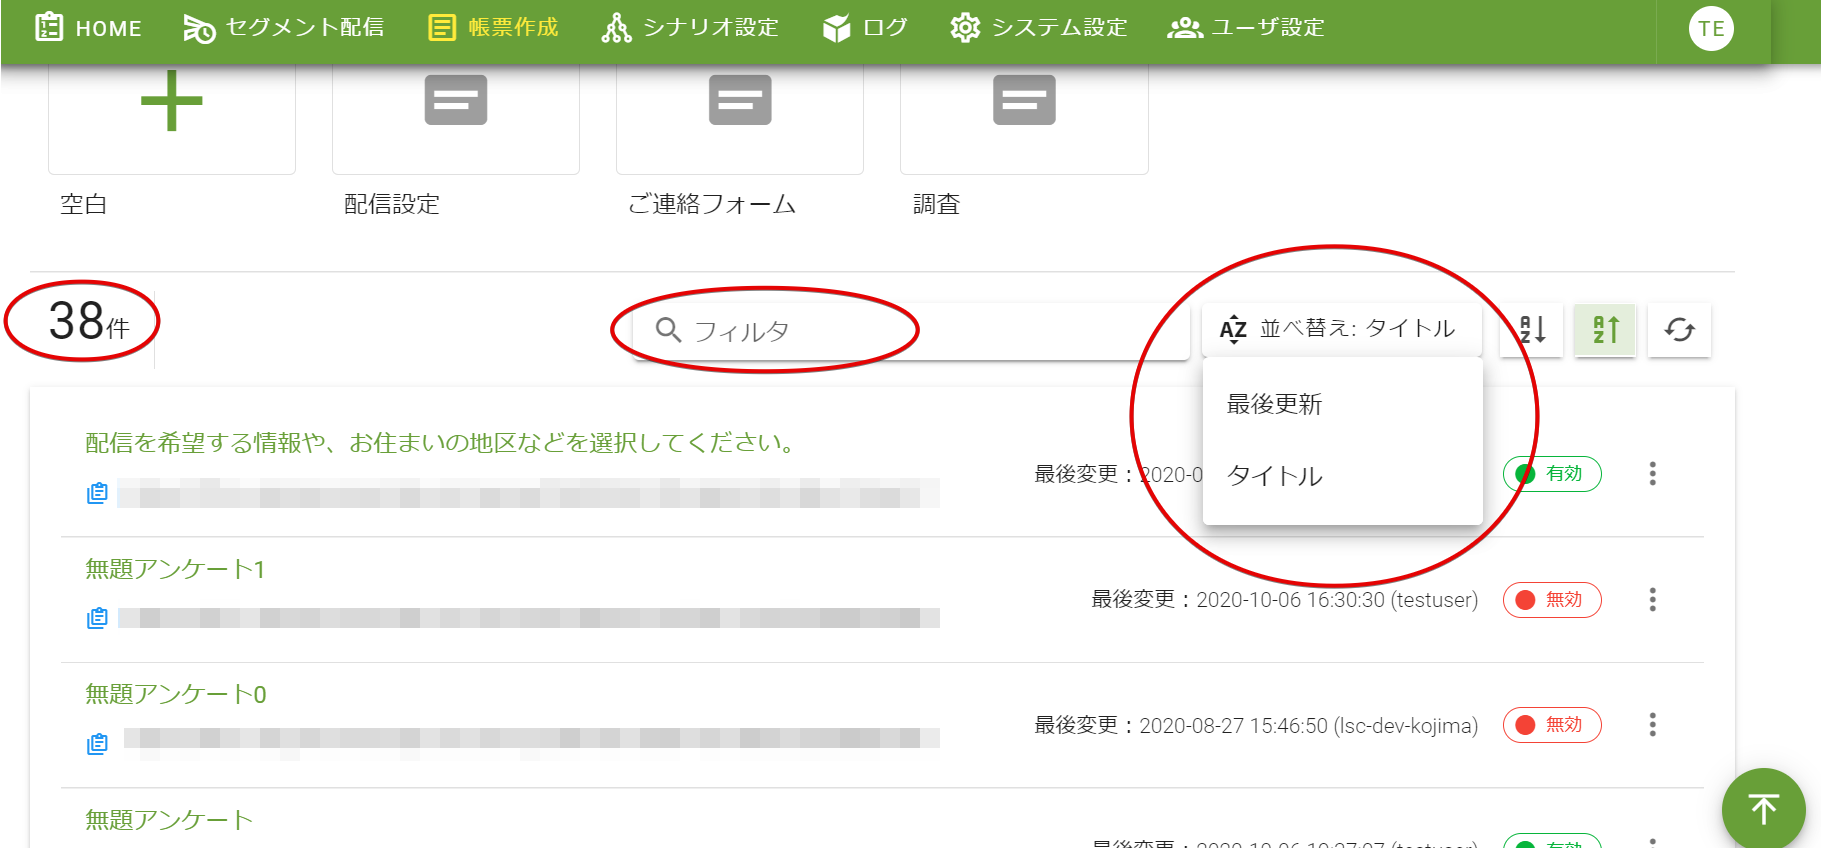 HOME セグメント配信 帳票作成 シナリオ設定 ログ システム設定 ユーザ設定 TE
空白 配信設定 ご連絡フォーム 調査
38件 フィルタ AZ 並べ替え: タイトル AZ AZ
最後更新
タイトル
配信を希望する情報や、お住まいの地区などを選択してください。
最後変更：2020-0 有効
無題アンケート1
最後変更：2020-10-06 16:30:30 (testuser) 無効
無題アンケート0
最後変更：2020-08-27 15:46:50 (lsc-dev-kojima) 無効
無題アンケート